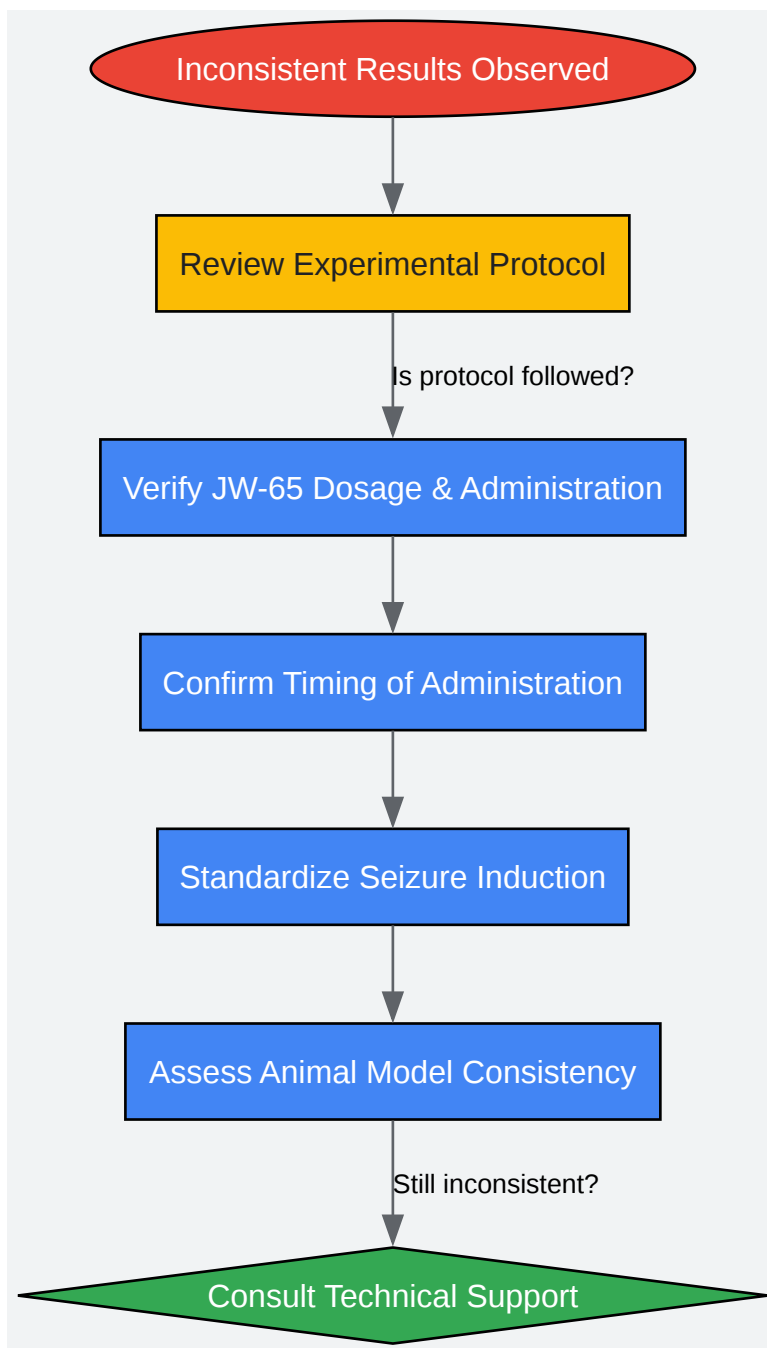 Inconsistent Results Observed
Review Experimental Protocol
Is protocol followed?
Verify JW-65 Dosage & Administration
Confirm Timing of Administration
Standardize Seizure Induction
Assess Animal Model Consistency
Still inconsistent?
Consult Technical Support